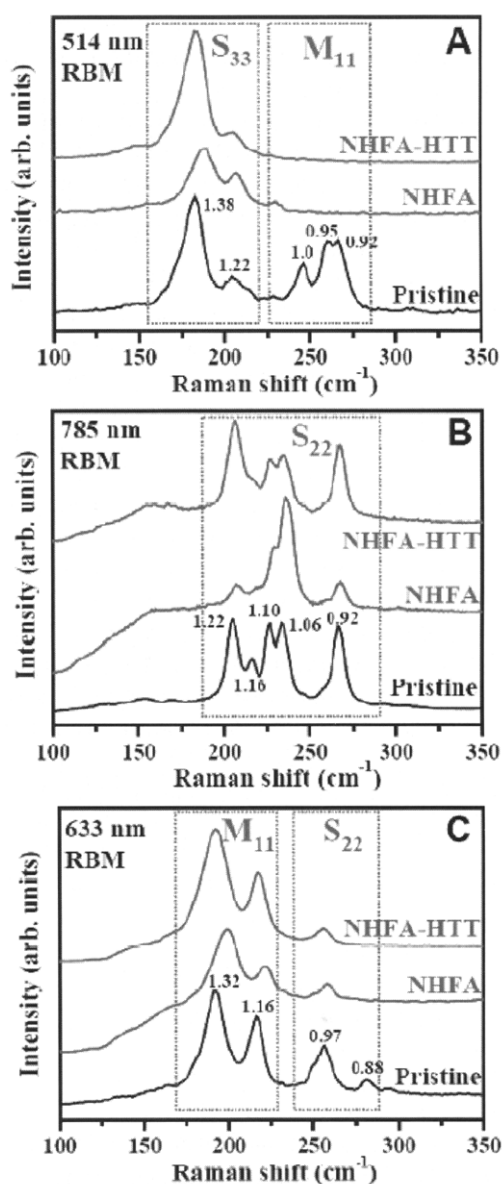 514 nm
RBM
S33
M11
A
NHFA-HTT
NHFA
1.38
1.22
1.0
0.95
0.92
Pristine
Intensity (arb. units)
100 150 200 250 300 350
Raman shift (cm-1)
785 nm
RBM
S22
B
NHFA-HTT
NHFA
1.22
1.16
1.10
1.06
0.92
Pristine
Intensity (arb. units)
100 150 200 250 300 350
Raman shift (cm-1)
633 nm
RBM
M11
S22
C
NHFA-HTT
NHFA
1.32
1.16
0.97
0.88
Pristine
Intensity (arb. units)
100 150 200 250 300 350
Raman shift (cm-1)